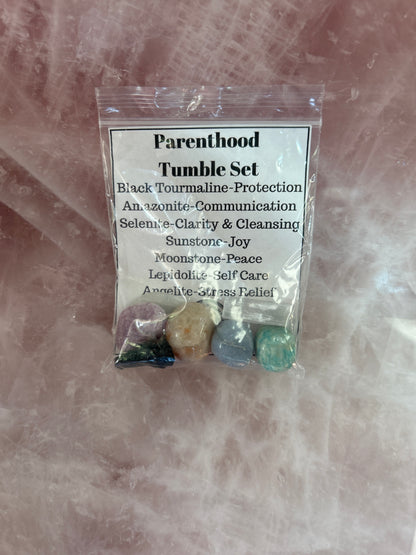 Parenthood
Tumble Set
Black Tourmaline-Protection
Amazonite-Communication
Selenite-Clarity & Cleansing
Sunstone-Joy
Moonstone-Peace
Lepidolite-Self Care
Angelite-Stress Relief